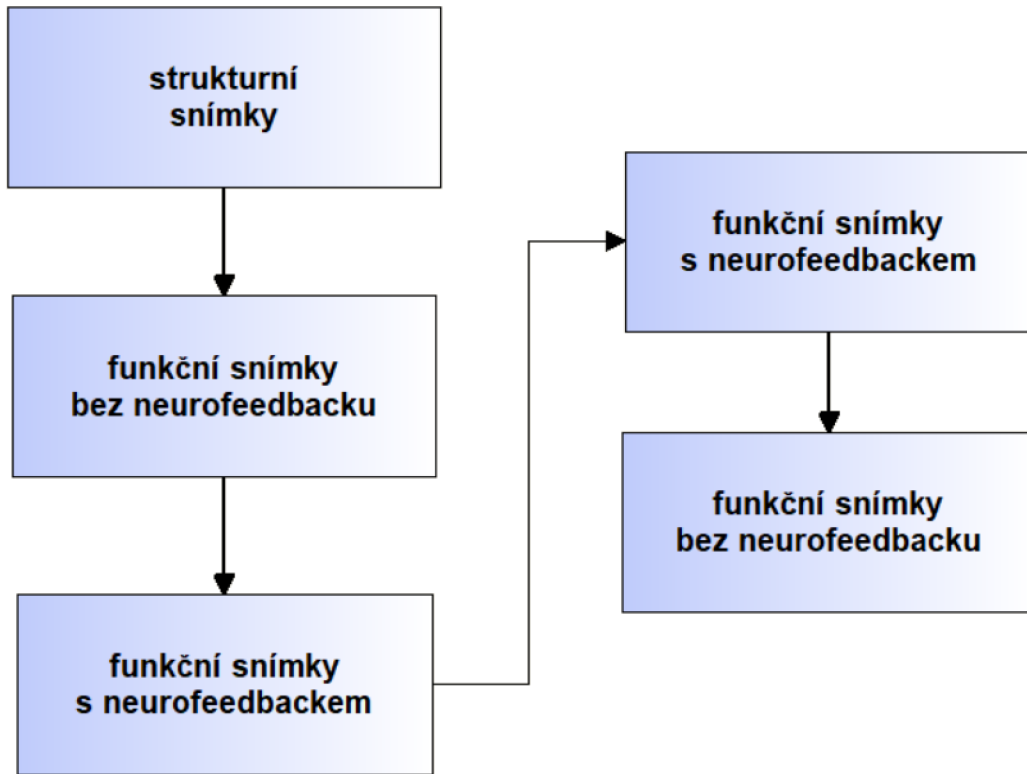 strukturní
snímky
funkční snímky
bez neurofeedbacku
funkční snímky
s neurofeedbackem
funkční snímky
s neurofeedbackem
funkční snímky
bez neurofeedbacku